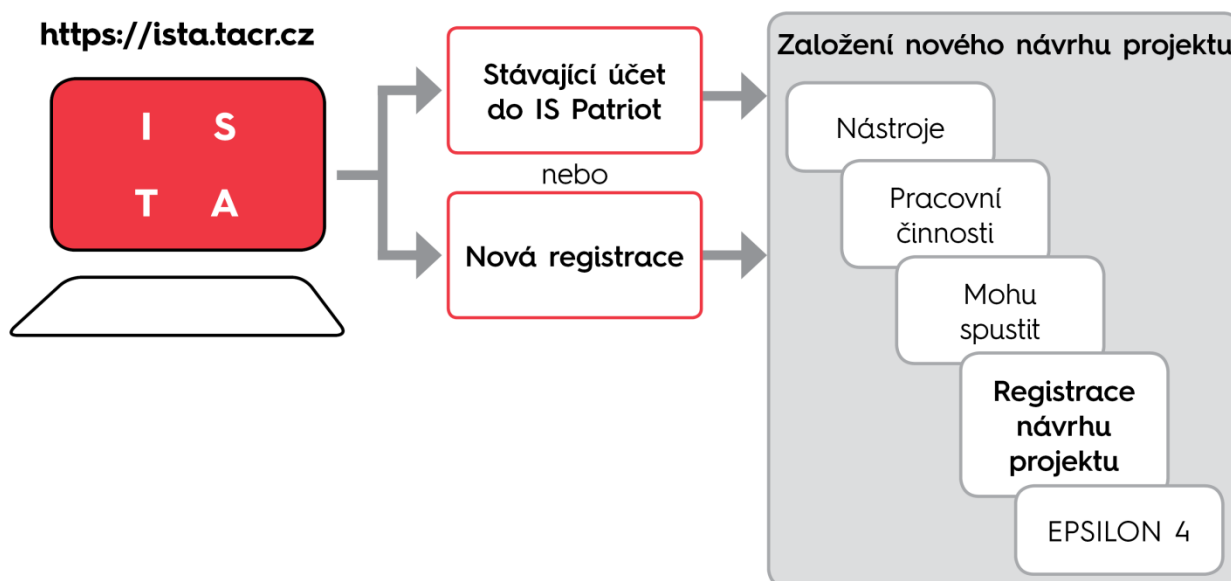 https://ista.tacr.cz
I S
T A
Stávající účet
do IS Patriot
nebo
Nová registrace
Založení nového návrhu projektu
Nástroje
Pracovní
činnosti
Mohu
spustit
Registrace
návrhu
projektu
EPSILON 4